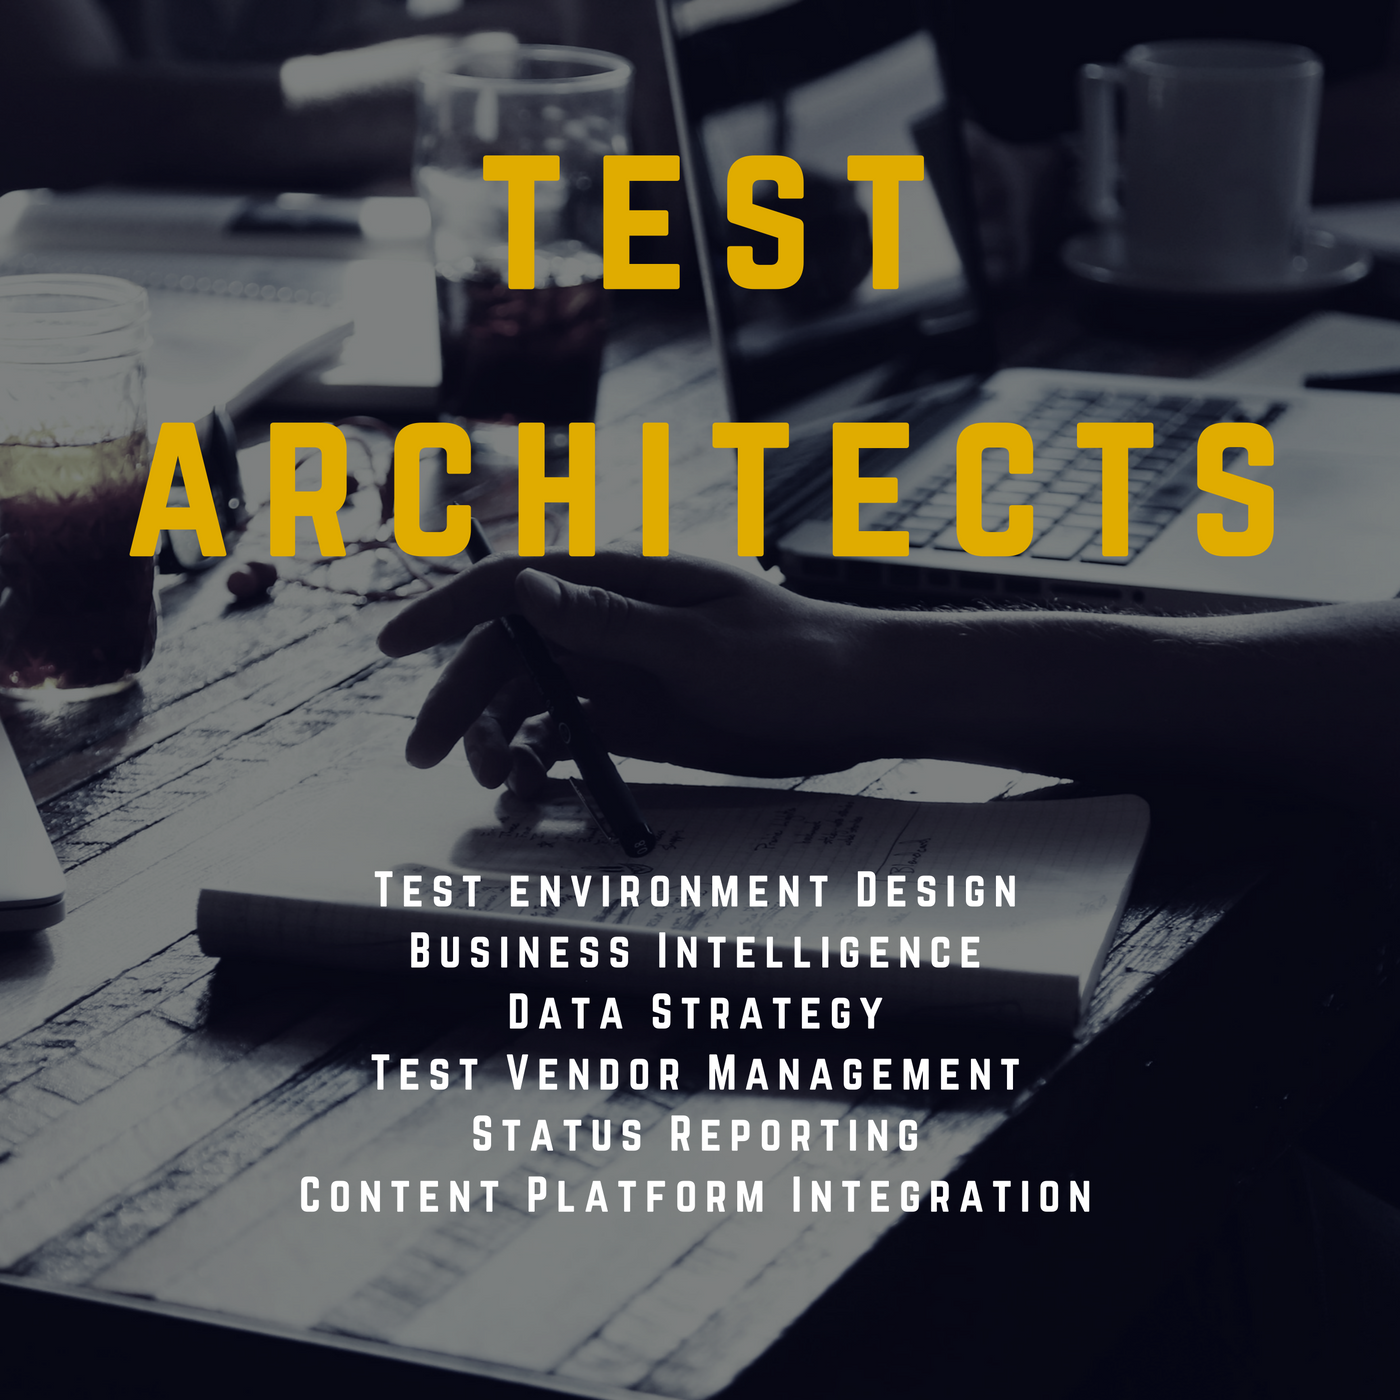 TEST
ARCHITECTS
Test environment Design
Business Intelligence
Data Strategy
Test Vendor Management
Status Reporting
Content Platform Integration